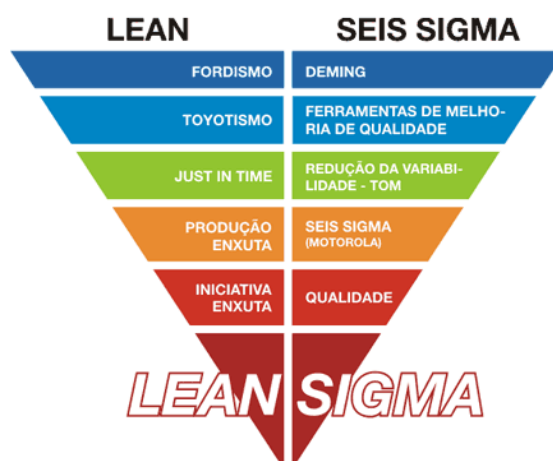 LEAN
SEIS SIGMA
FORDISMO
DEMING
TOYOTISMO
FERRAMENTAS DE MELHO-
RIA DE QUALIDADE
JUST IN TIME
REDUÇÃO DA VARIABI-
LIDADE - TOM
PRODUÇÃO
ENXUTA
SEIS SIGMA
(MOTOROLA)
INICIATIVA
ENXUTA
QUALIDADE
LEAN SIGMA